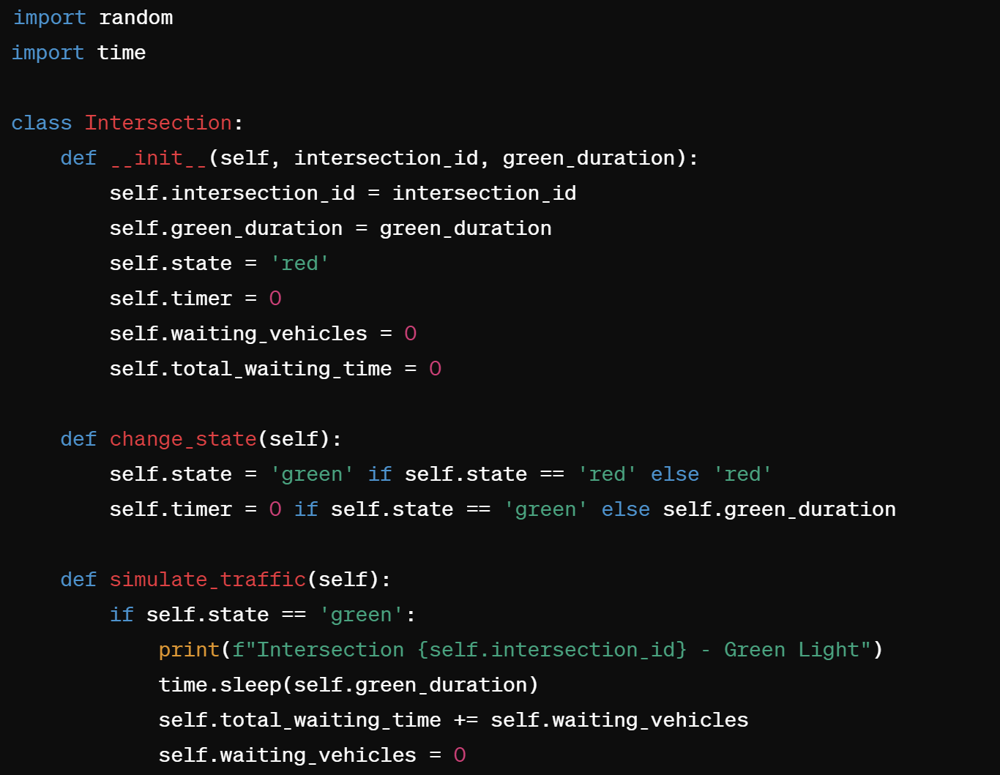 import random
import time
class Intersection:
    def __init__(self, intersection_id, green_duration):
        self.intersection_id = intersection_id
        self.green_duration = green_duration
        self.state = 'red'
        self.timer = 0
        self.waiting_vehicles = 0
        self.total_waiting_time = 0
    def change_state(self):
        self.state = 'green' if self.state == 'red' else 'red'
        self.timer = 0 if self.state == 'green' else self.green_duration
    def simulate_traffic(self):
        if self.state == 'green':
            print(f"Intersection {self.intersection_id} - Green Light")
            time.sleep(self.green_duration)
            self.total_waiting_time += self.waiting_vehicles
            self.waiting_vehicles = 0